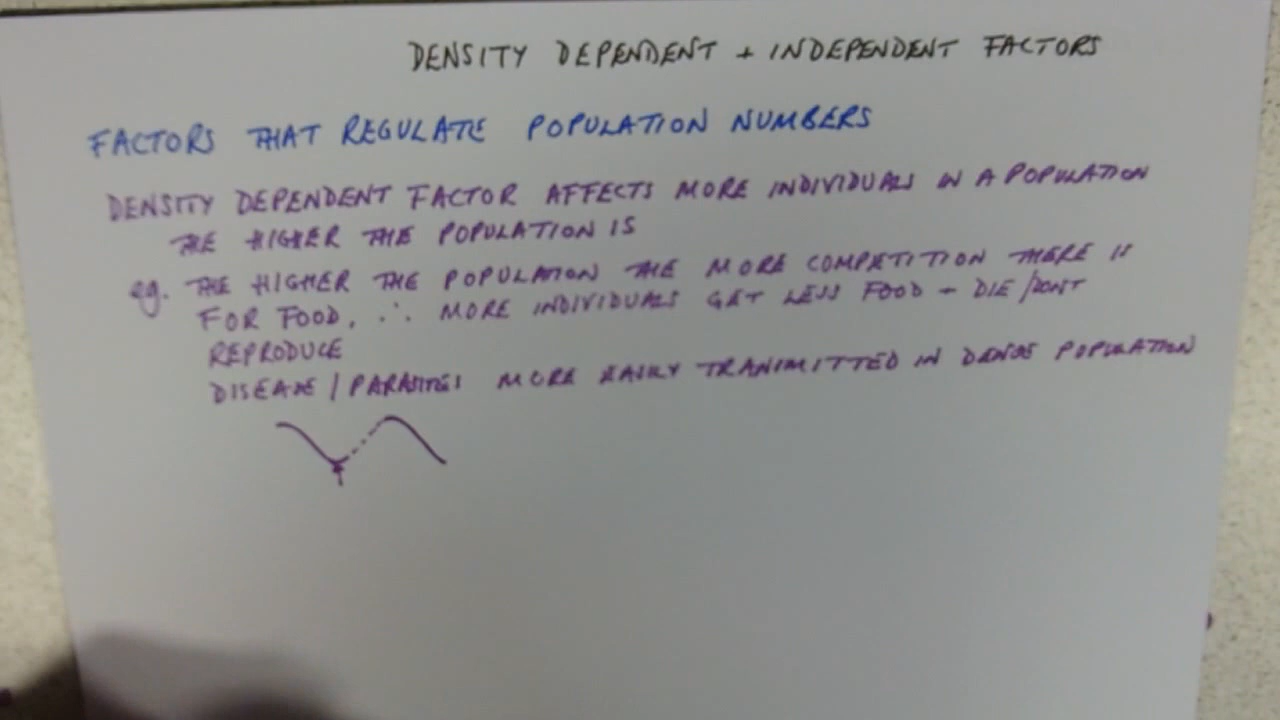 DENSITY DEPENDENT + INDEPENDENT FACTORS
FACTORS THAT REGULATE POPULATION NUMBERS
DENSITY DEPENDENT FACTOR AFFECTS MORE INDIVIDUALS IN A POPULATION
THE HIGHER THE POPULATION IS
eg. THE HIGHER THE POPULATION THE MORE COMPETITION THERE IS
FOR FOOD, ∴ MORE INDIVIDUALS GET LESS FOOD - DIE/DONT
REPRODUCE
DISEASE/PARASITES MORE EASILY TRANSMITTED IN DENSE POPULATION